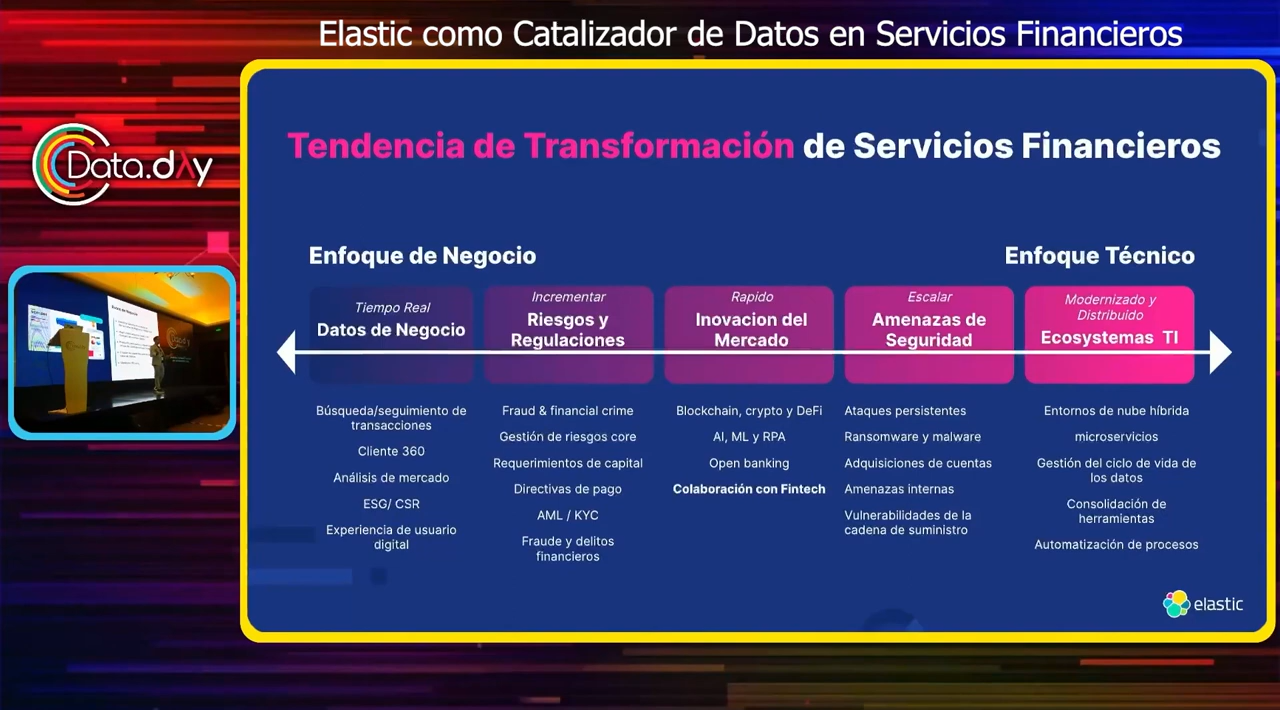 Elastic como Catalizador de Datos en Servicios Financieros
Data.dλy
Tendencia de Transformación de Servicios Financieros
Enfoque de Negocio
Enfoque Técnico
Tiempo Real
Datos de Negocio
Búsqueda/seguimiento de
transacciones
Cliente 360
Análisis de mercado
ESG/ CSR
Experiencia de usuario
digital
Incrementar
Riesgos y
Regulaciones
Fraud & financial crime
Gestión de riesgos core
Requerimientos de capital
Directivas de pago
AML / KYC
Fraude y delitos
financieros
Rapido
Inovacion del
Mercado
Blockchain, crypto y DeFi
AI, ML y RPA
Open banking
Colaboración con Fintech
Escalar
Amenazas de
Seguridad
Ataques persistentes
Ransomware y malware
Adquisiciones de cuentas
Amenazas internas
Vulnerabilidades de la
cadena de suministro
Modernizado y
Distribuido
Ecosistemas TI
Entornos de nube híbrida
microservicios
Gestión del ciclo de vida de
los datos
Consolidación de
herramientas
Automatización de procesos
elastic